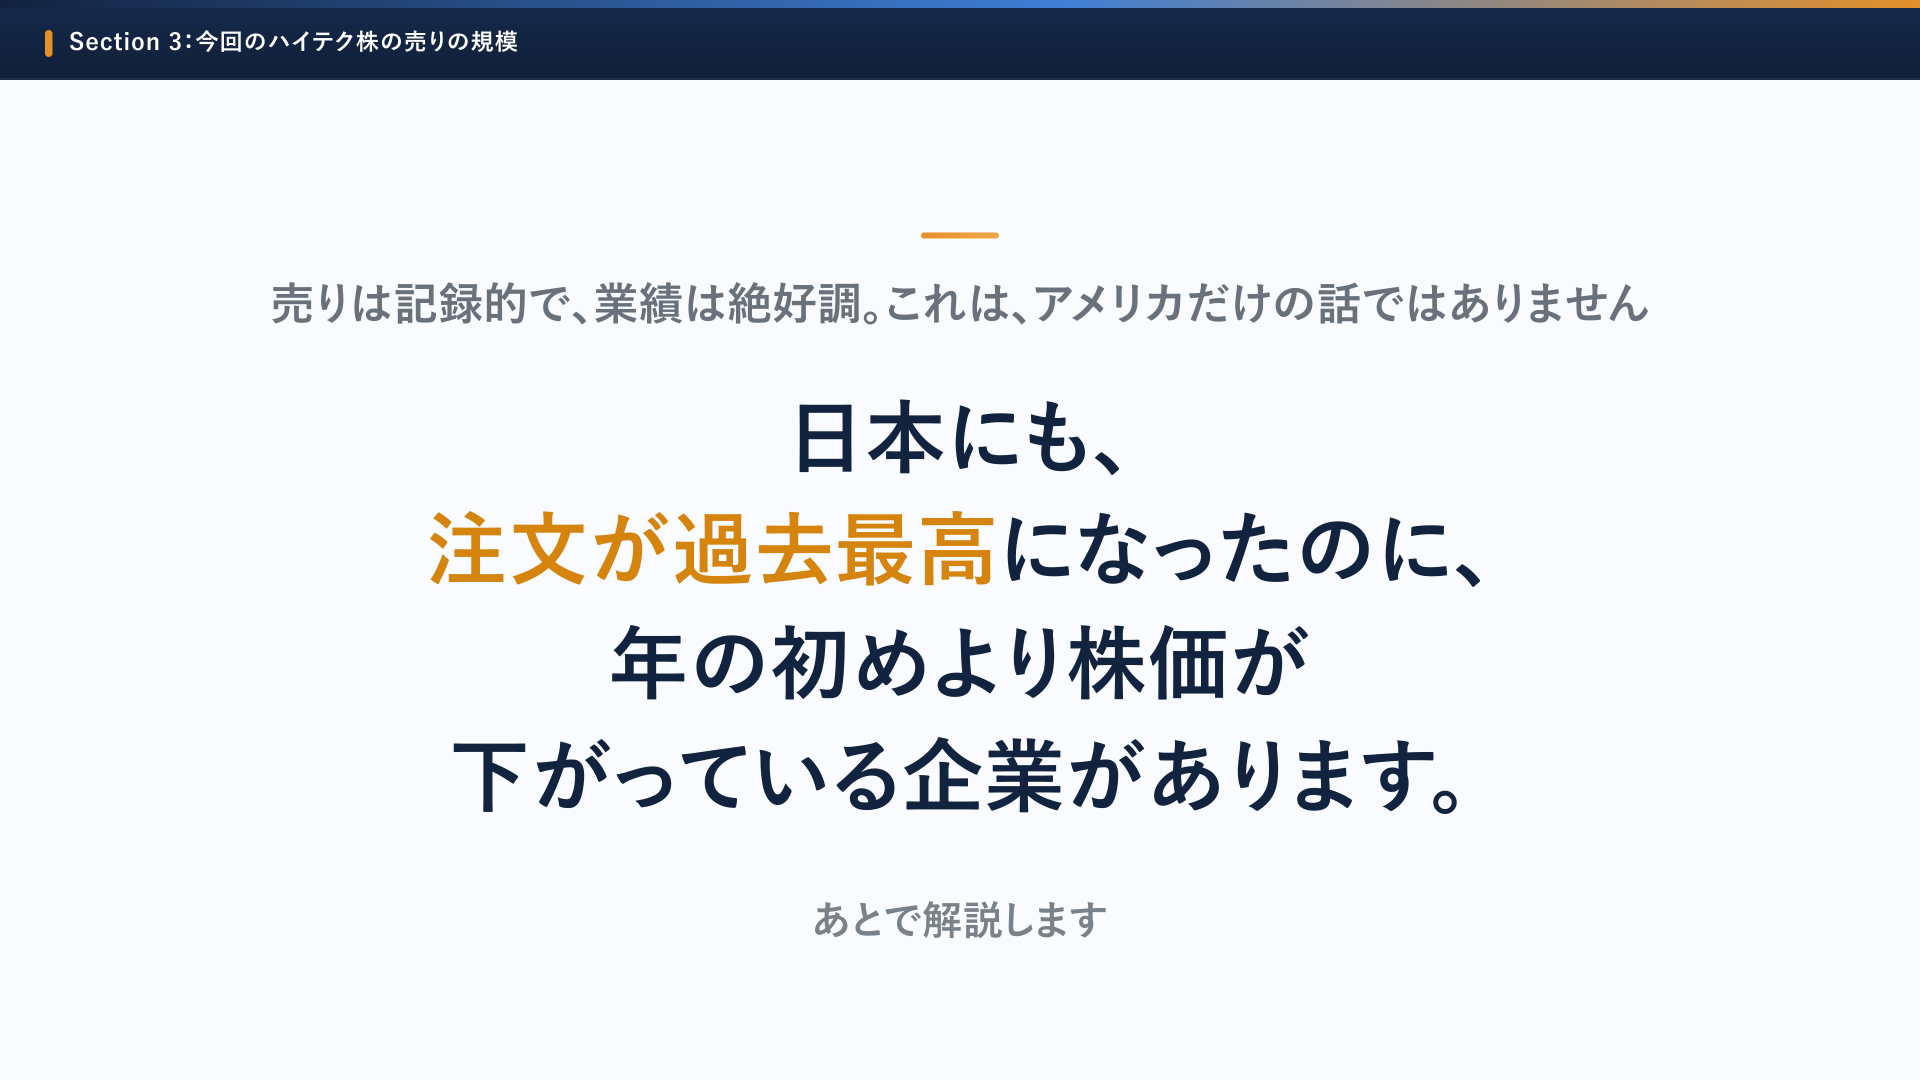 Section 3：今回のハイテク株の売りの規模
売りは記録的で、業績は絶好調。これは、アメリカだけの話ではありません
日本にも、
注文が過去最高になったのに、
年の初めより株価が
下がっている企業があります。
あとで解説します